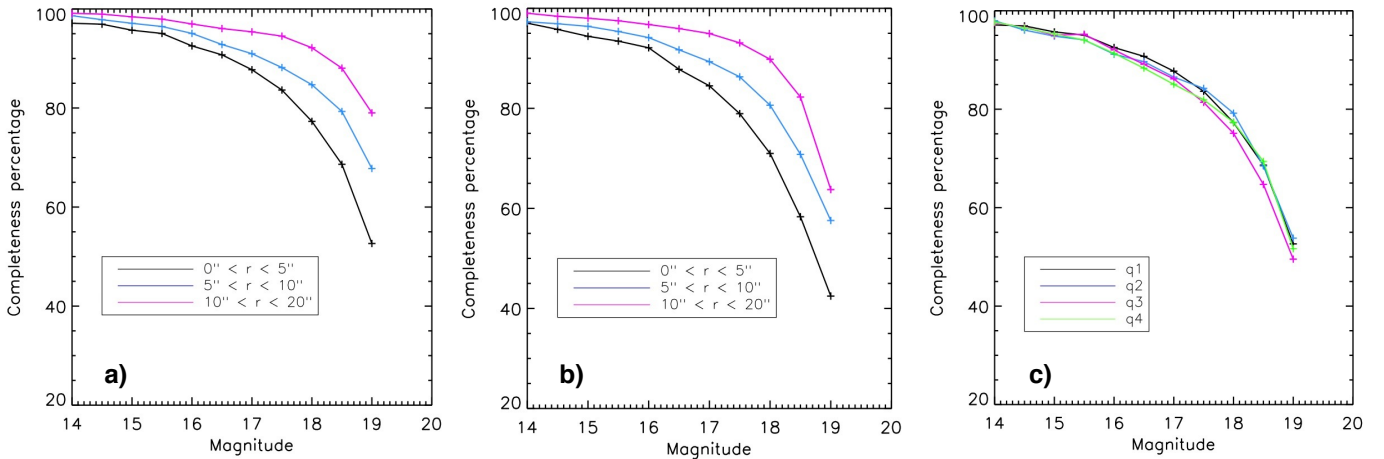 Completeness percentage
100
80
60
40
20
0" < r < 5"
5" < r < 10"
10" < r < 20"
a)
14 15 16 17 18 19 20
Magnitude
Completeness percentage
100
80
60
40
20
0" < r < 5"
5" < r < 10"
10" < r < 20"
b)
14 15 16 17 18 19 20
Magnitude
Completeness percentage
100
80
60
40
20
q1
q2
q3
q4
c)
14 15 16 17 18 19 20
Magnitude